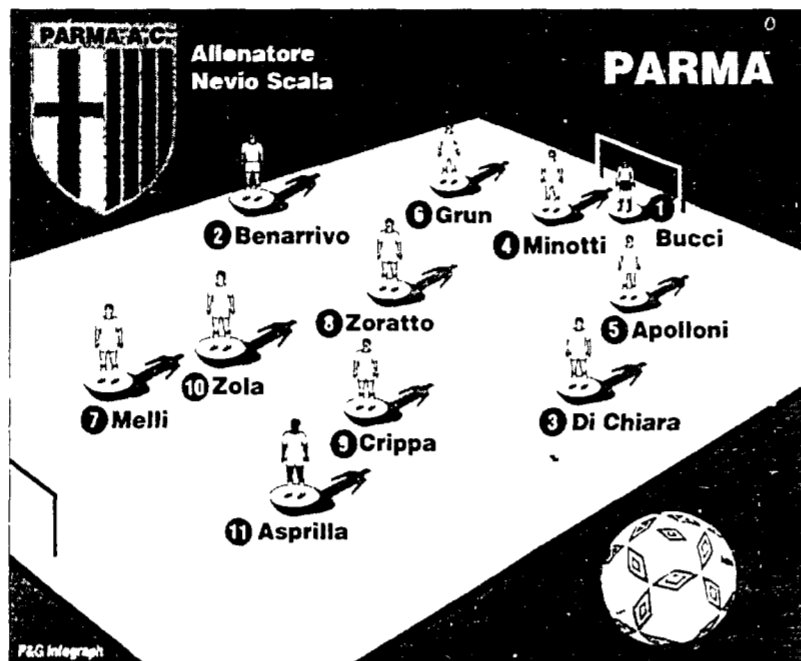 PARMA A.C.
Allenatore
Nevio Scala
PARMA
2 Benarrivo
6 Grun
4 Minotti
1
Bucci
8 Zoratto
5 Apolloni
10 Zola
7 Melli
9 Crippa
3 Di Chiara
11 Asprilla
P&G Infograph